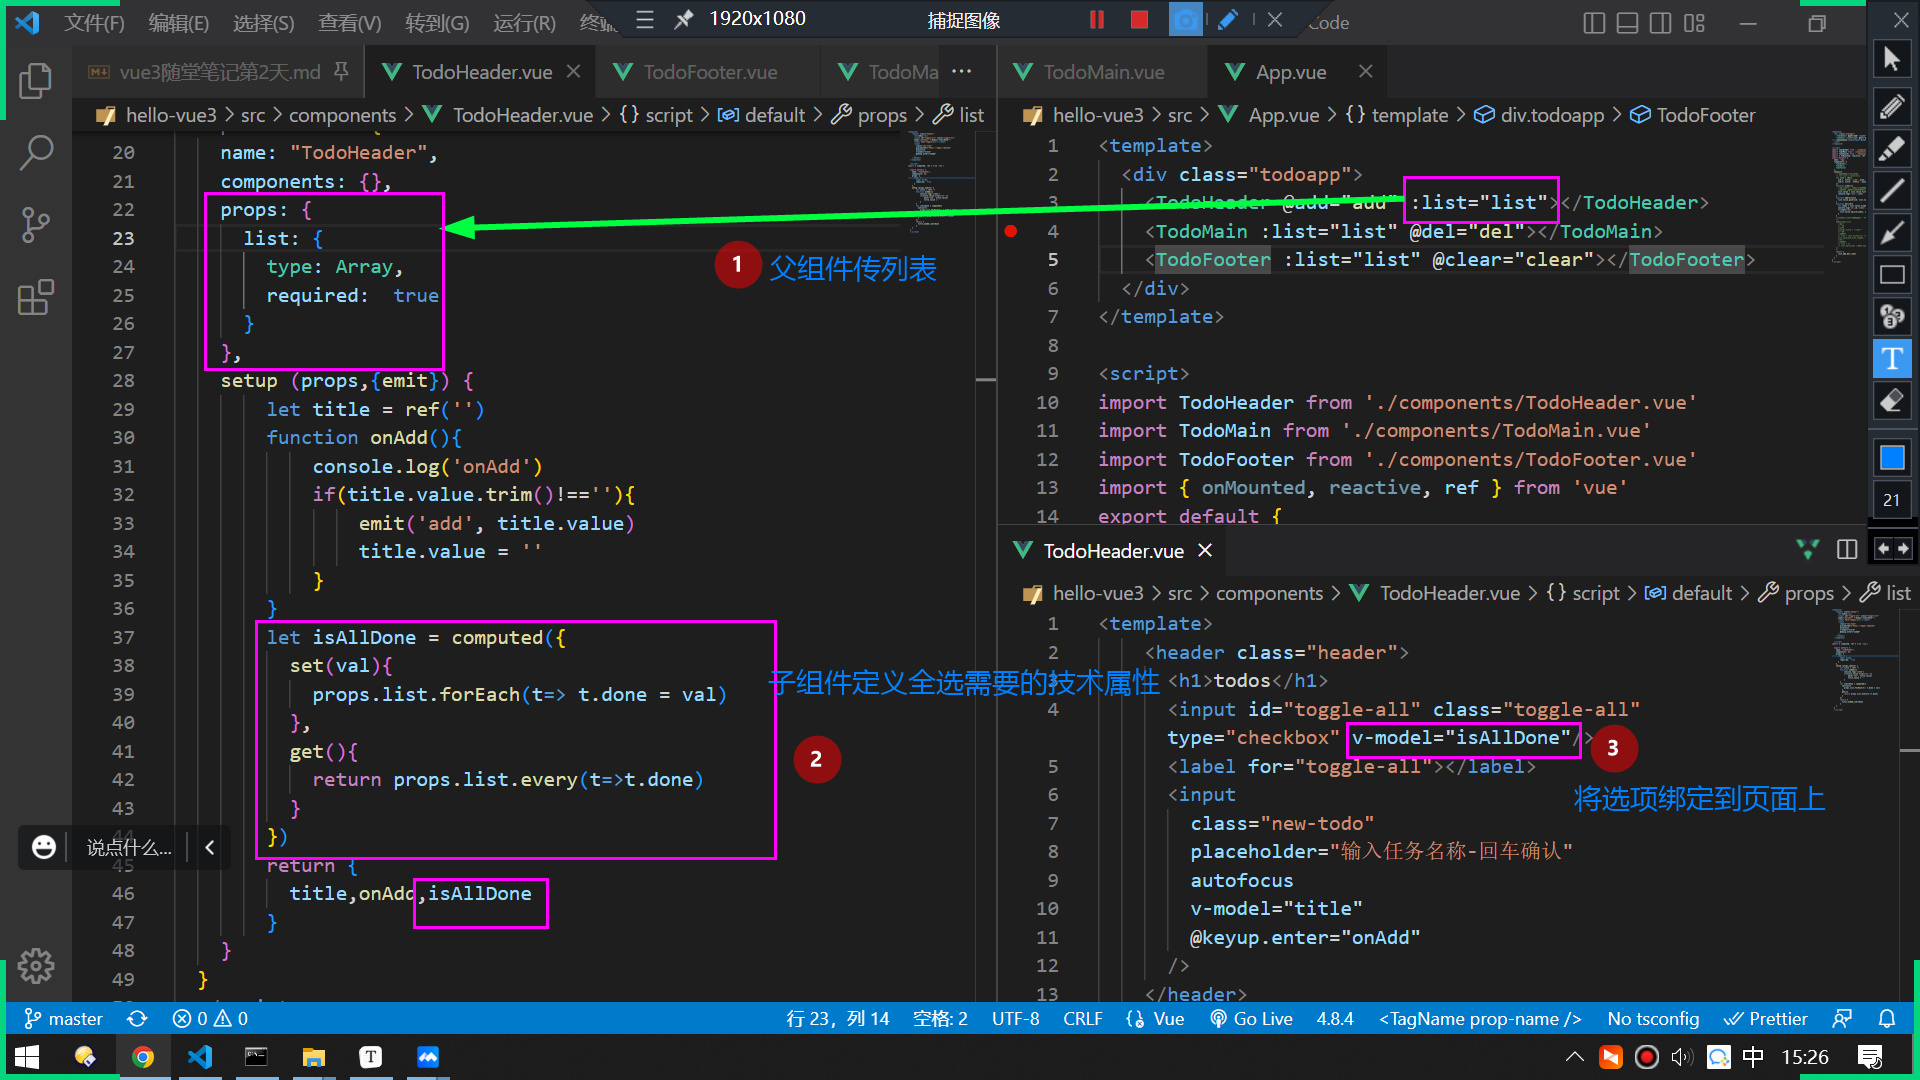 文件(F) 编辑(E) 选择(S) 查看(V) 转到(G) 运行(R) 终端
1920x1080 捕捉图像
Code
vue3随堂笔记第2天.md TodoHeader.vue TodoFooter.vue TodoMa ···
hello-vue3 > src > components > TodoHeader.vue > {} script > default > props > list
20 name: "TodoHeader",
21 components: {},
22 props: {
23 list: {
24 type: Array,
25 required: true
26 }
27 },
28 setup (props,{emit}) {
29 let title = ref('')
30 function onAdd(){
31 console.log('onAdd')
32 if(title.value.trim()!==''){
33 emit('add', title.value)
34 title.value = ''
35 }
36 }
37 let isAllDone = computed({
38 set(val){
39 props.list.forEach(t=> t.done = val)
40 },
41 get(){
42 return props.list.every(t=>t.done)
43 }
44 })
45 return {
46 title,onAdd,isAllDone
47 }
48 }
49 }
1 父组件传列表
2 子组件定义全选需要的技术属性
说点什么...
TodoMain.vue App.vue
hello-vue3 > src > App.vue > {} template > div.todoapp > TodoFooter
1 <template>
2 <div class="todoapp">
3 <TodoHeader @add="add" :list="list"></TodoHeader>
4 <TodoMain :list="list" @del="del"></TodoMain>
5 <TodoFooter :list="list" @clear="clear"></TodoFooter>
6 </div>
7 </template>
8
9 <script>
10 import TodoHeader from './components/TodoHeader.vue'
11 import TodoMain from './components/TodoMain.vue'
12 import TodoFooter from './components/TodoFooter.vue'
13 import { onMounted, reactive, ref } from 'vue'
14 export default {
TodoHeader.vue
hello-vue3 > src > components > TodoHeader.vue > {} script > default > props > list
1 <template>
2 <header class="header">
3 <h1>todos</h1>
4 <input id="toggle-all" class="toggle-all"
type="checkbox" v-model="isAllDone"/>
5 <label for="toggle-all"></label>
6 <input
7 class="new-todo"
8 placeholder="输入任务名称-回车确认"
9 autofocus
10 v-model="title"
11 @keyup.enter="onAdd"
12 />
13 </header>
3 将选项绑定到页面上
T
21
master 0 0 行 23，列 14 空格: 2 UTF-8 CRLF Vue Go Live 4.8.4 <TagName prop-name /> No tsconfig Prettier
中 15:26